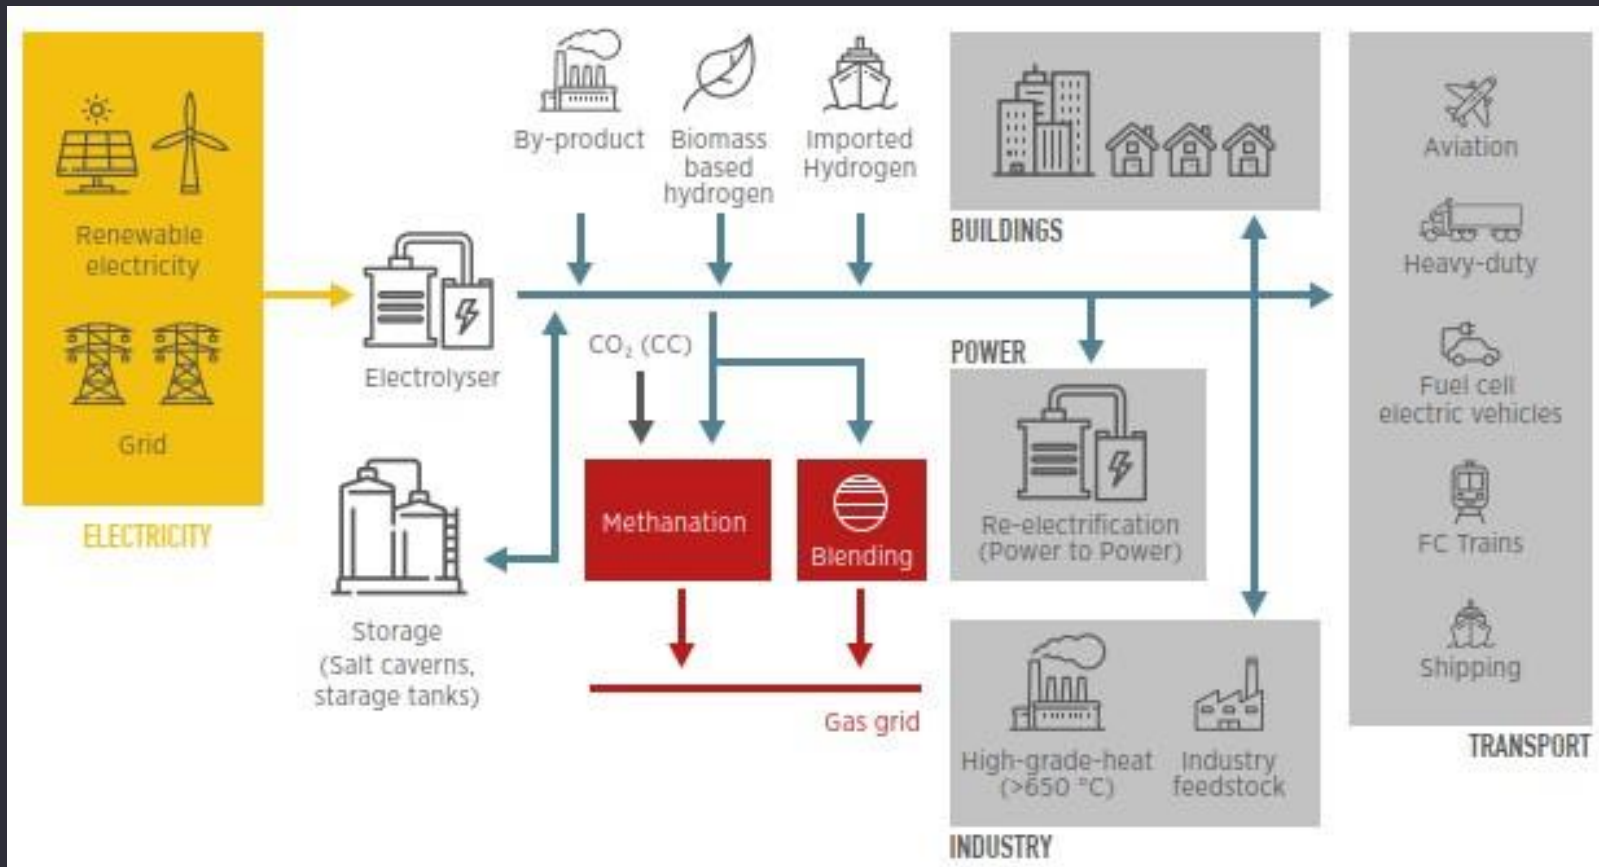 Renewable
electricity
Grid
ELECTRICITY
Electrolyser
Storage
(Salt caverns,
starage tanks)
By-product
Biomass
based
hydrogen
Imported
Hydrogen
CO₂ (CC)
Methanation
Blending
Gas grid
BUILDINGS
POWER
Re-electrification
(Power to Power)
High-grade-heat
(>650 °C)
Industry
feedstock
INDUSTRY
Aviation
Heavy-duty
Fuel cell
electric vehicles
FC Trains
Shipping
TRANSPORT